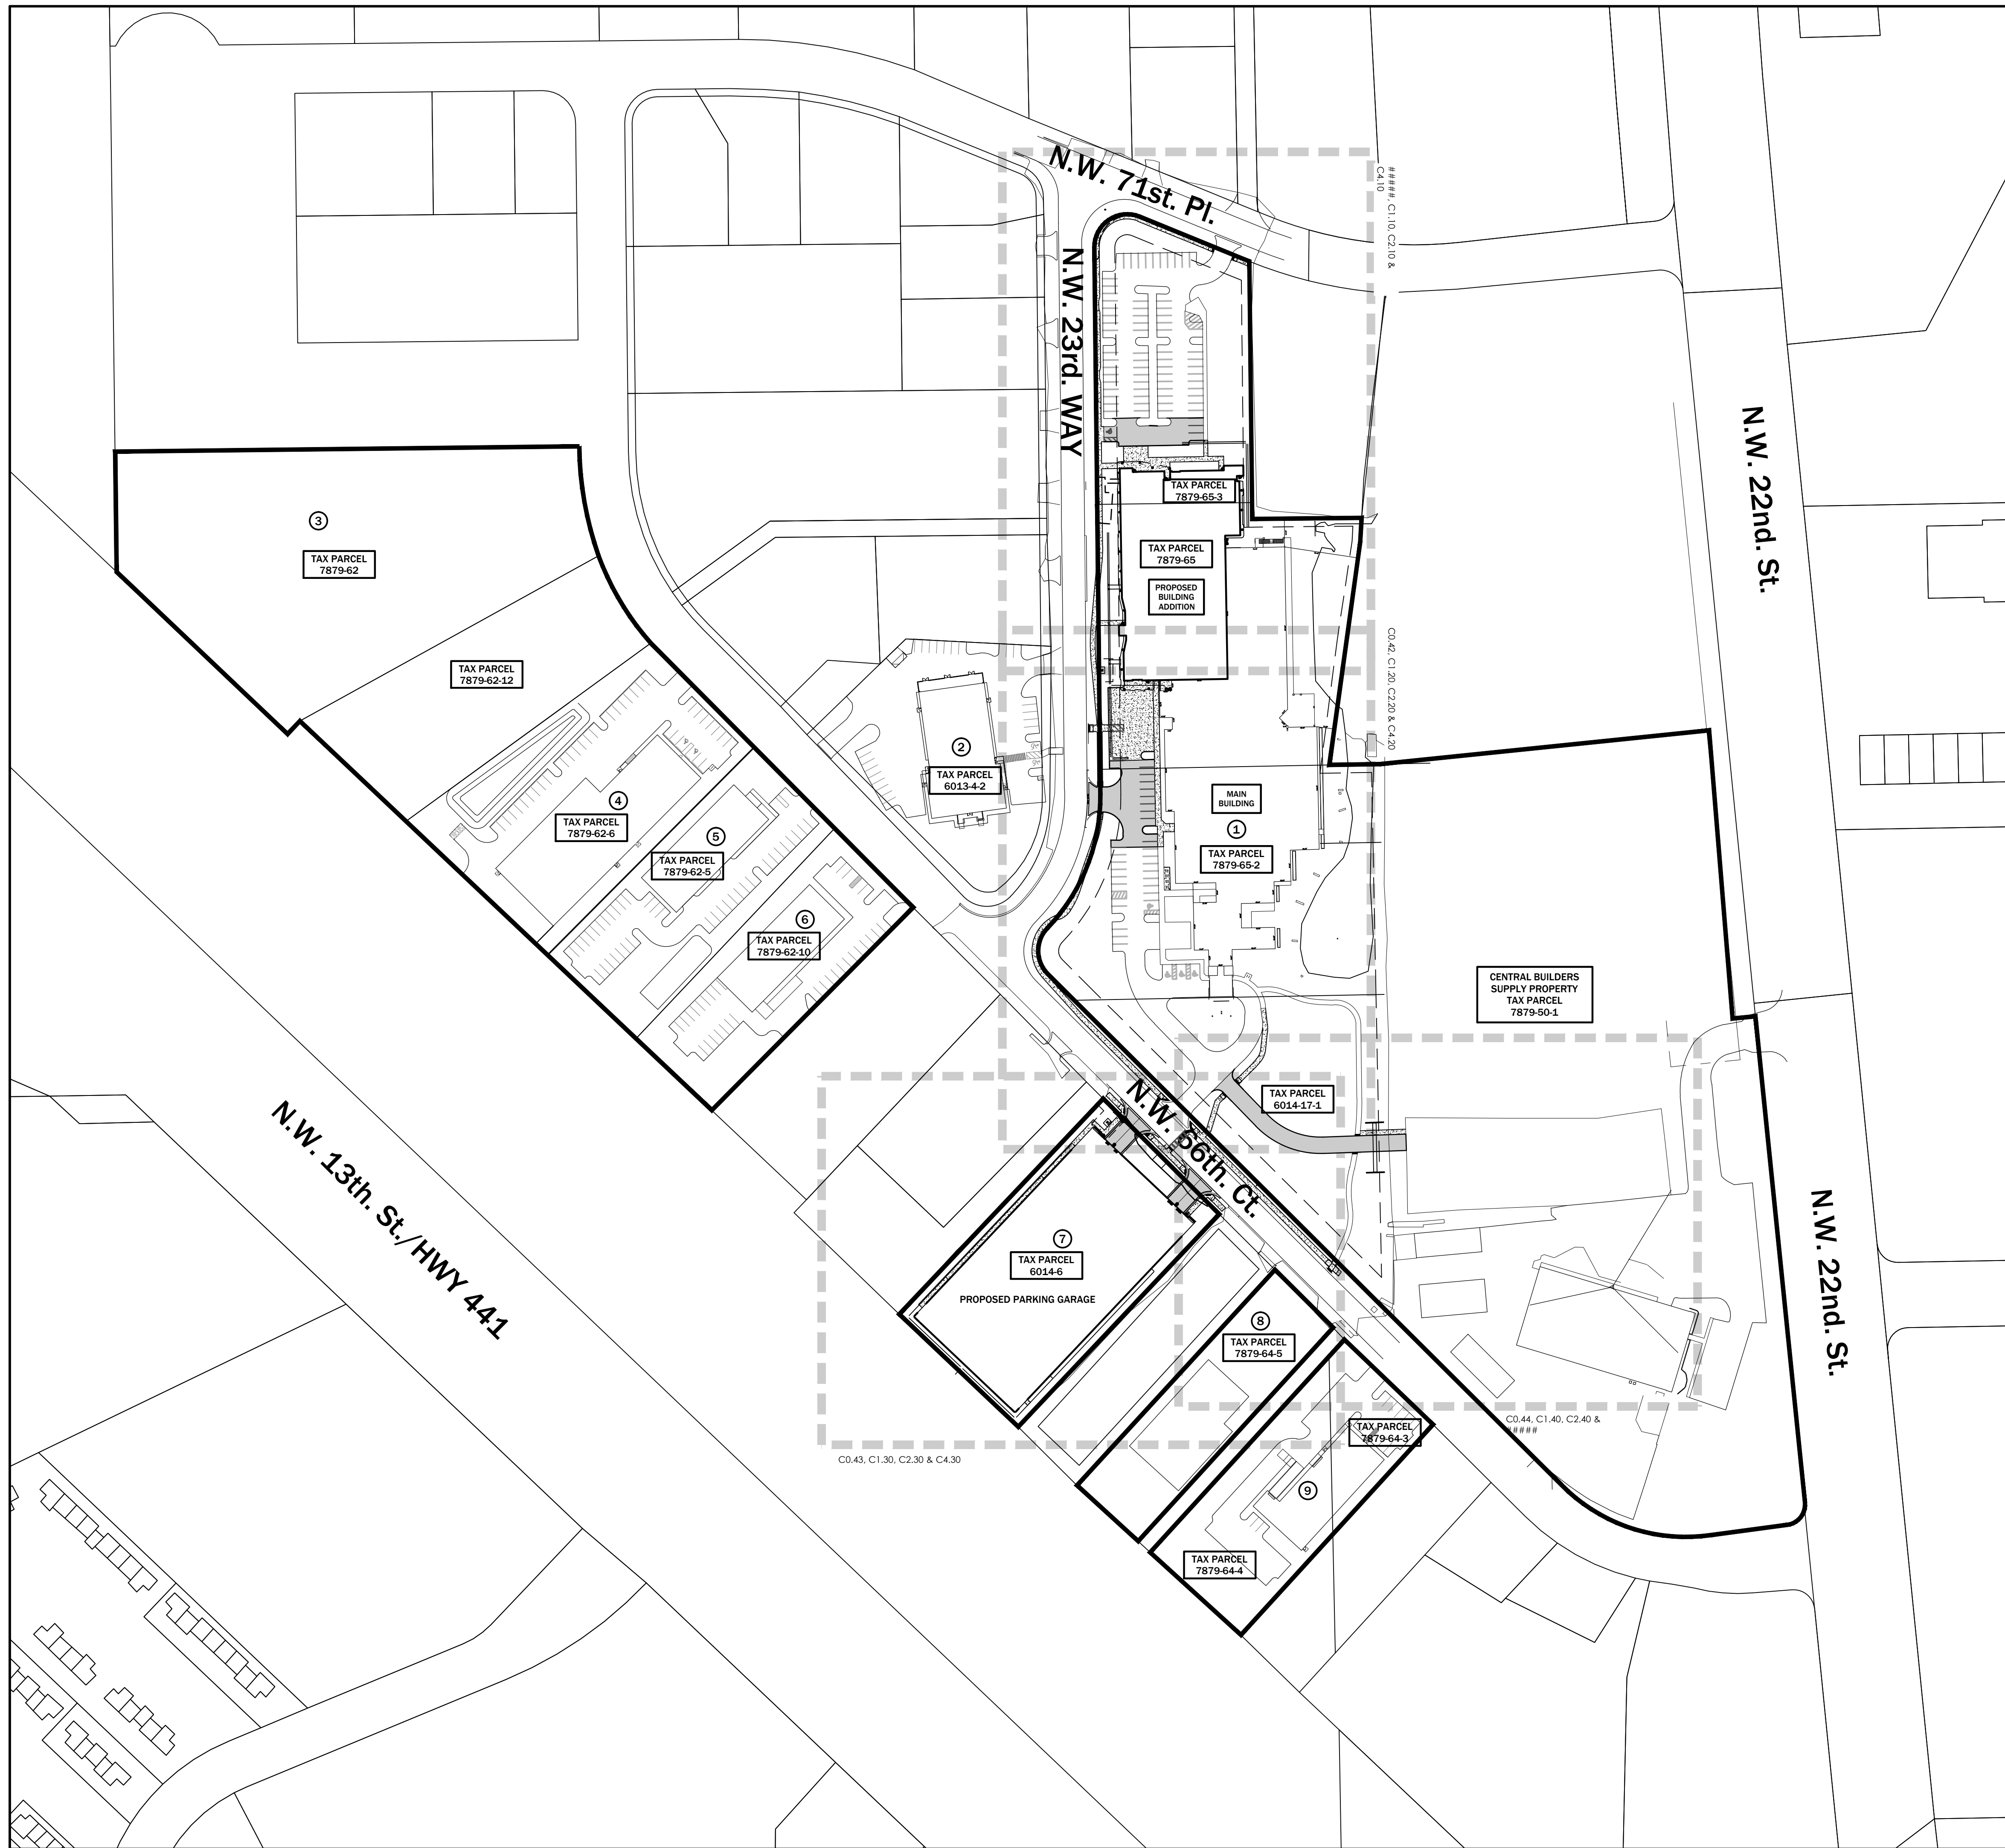 N.W. 71st. Pl.
#####, C1.10, C2.10 &
C4.10
N.W. 23rd. WAY
N.W. 22nd. St.
TAX PARCEL
7879-65-3
3
TAX PARCEL
7879-62
TAX PARCEL
7879-65
PROPOSED
BUILDING
ADDITION
TAX PARCEL
7879-62-12
C0.42, C1.20, C2.20 & C4.20
2
TAX PARCEL
6013-4-2
4
TAX PARCEL
7879-62-6
MAIN
BUILDING
1
TAX PARCEL
7879-65-2
5
TAX PARCEL
7879-62-5
6
TAX PARCEL
7879-62-10
CENTRAL BUILDERS
SUPPLY PROPERTY
TAX PARCEL
7879-50-1
TAX PARCEL
6014-17-1
N.W. 66th. Ct.
N.W. 13th. St./HWY 441
N.W. 22nd. St.
7
TAX PARCEL
6014-6
PROPOSED PARKING GARAGE
8
TAX PARCEL
7879-64-5
TAX PARCEL
7879-64-3
C0.44, C1.40, C2.40 &
#####
C0.43, C1.30, C2.30 & C4.30
9
TAX PARCEL
7879-64-4